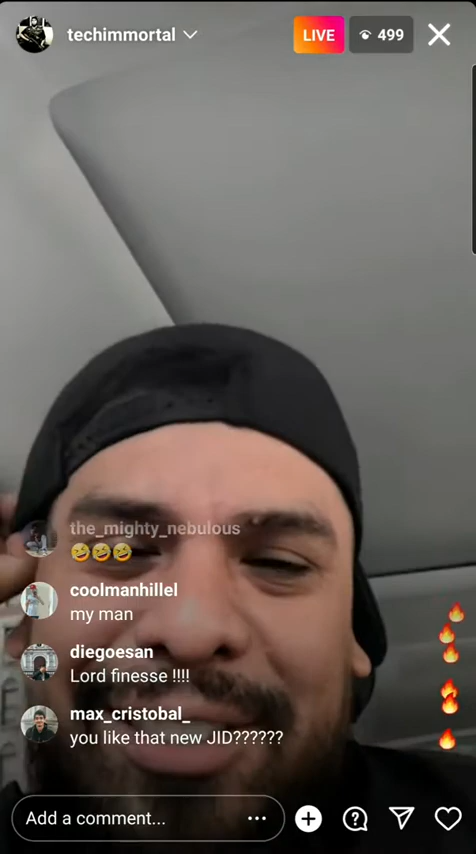 techimmortal
LIVE
499
the_mighty_nebulous
🤣🤣🤣
coolmanhillel
my man
diegoesan
Lord finesse !!!!
max_cristobal_
you like that new JID??????
Add a comment...